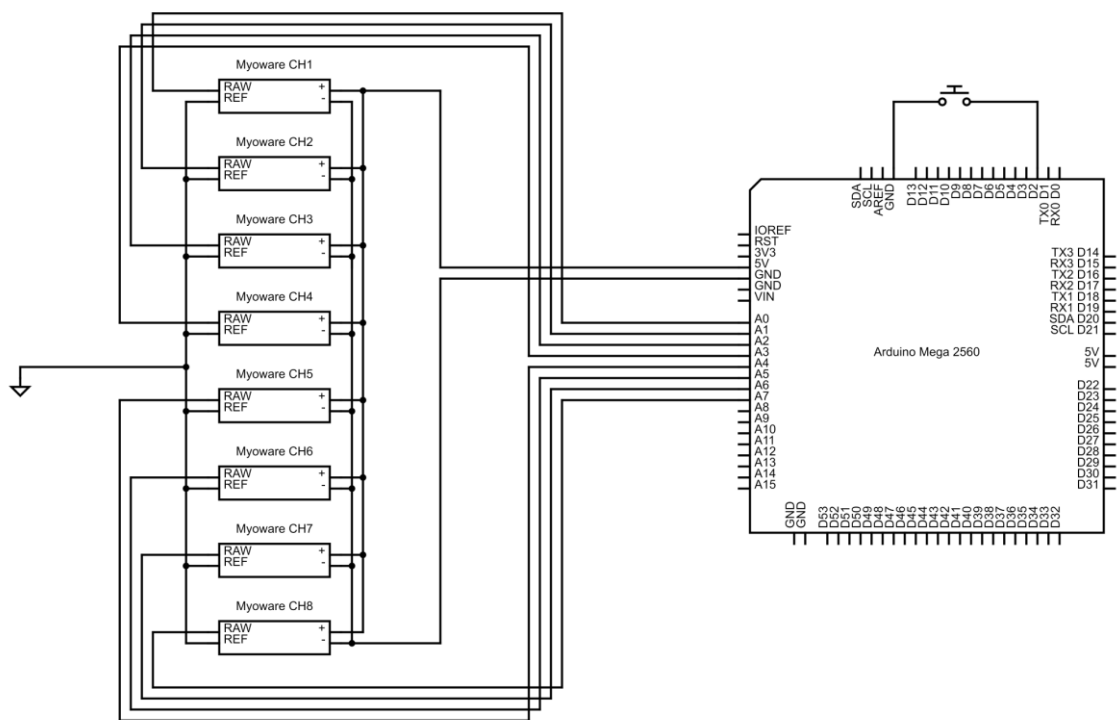 Myoware CH1
RAW +
REF -
Myoware CH2
RAW +
REF -
Myoware CH3
RAW +
REF -
Myoware CH4
RAW +
REF -
Myoware CH5
RAW +
REF -
Myoware CH6
RAW +
REF -
Myoware CH7
RAW +
REF -
Myoware CH8
RAW +
REF -
SDA
SCL
AREF
GND
D13
D12
D11
D10
D9
D8
D7
D6
D5
D4
D3
D2
TX0 D1
RX0 D0
IOREF
RST
3V3
5V
GND
GND
VIN
A0
A1
A2
A3
A4
A5
A6
A7
A8
A9
A10
A11
A12
A13
A14
A15
Arduino Mega 2560
TX3 D14
RX3 D15
TX2 D16
RX2 D17
TX1 D18
RX1 D19
SDA D20
SCL D21
5V
5V
D22
D23
D24
D25
D26
D27
D28
D29
D30
D31
GND
GND
D53
D52
D51
D50
D49
D48
D47
D46
D45
D44
D43
D42
D41
D40
D39
D38
D37
D36
D35
D34
D33
D32